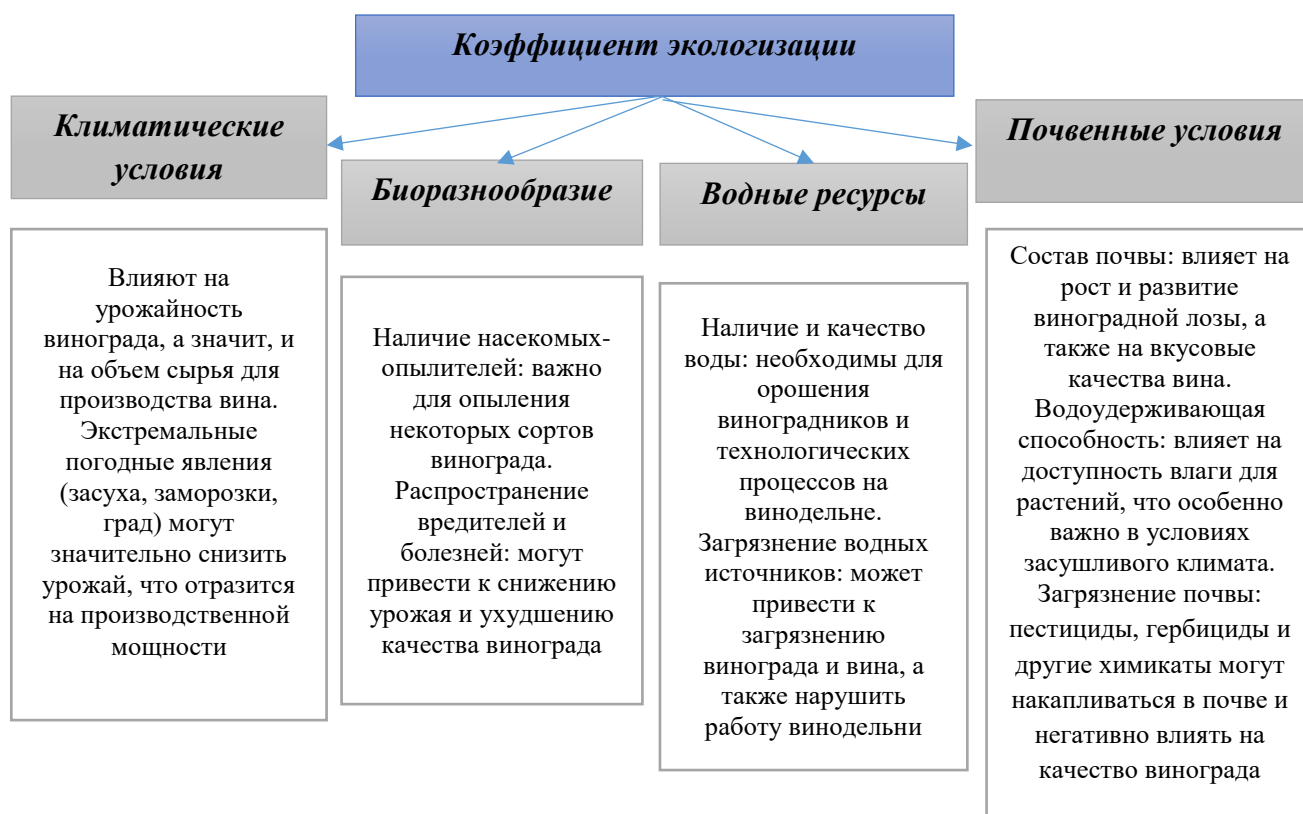 Коэффициент экологизации
Климатические
условия
Влияют на
урожайность
винограда, а значит, и
на объем сырья для
производства вина.
Экстремальные
погодные явления
(засуха, заморозки,
град) могут
значительно снизить
урожай, что отразится
на производственной
мощности
Биоразнообразие
Наличие насекомых-
опылителей: важно
для опыления
некоторых сортов
винограда.
Распространение
вредителей и
болезней: могут
привести к снижению
урожая и ухудшению
качества винограда
Водные ресурсы
Наличие и качество
воды: необходимы для
орошения
виноградников и
технологических
процессов на
винодельне.
Загрязнение водных
источников: может
привести к
загрязнению
винограда и вина, а
также нарушить
работу винодельни
Почвенные условия
Состав почвы: влияет на
рост и развитие
виноградной лозы, а
также на вкусовые
качества вина.
Водоудерживающая
способность: влияет на
доступность влаги для
растений, что особенно
важно в условиях
засушливого климата.
Загрязнение почвы:
пестициды, гербициды и
другие химикаты могут
накапливаться в почве и
негативно влиять на
качество винограда